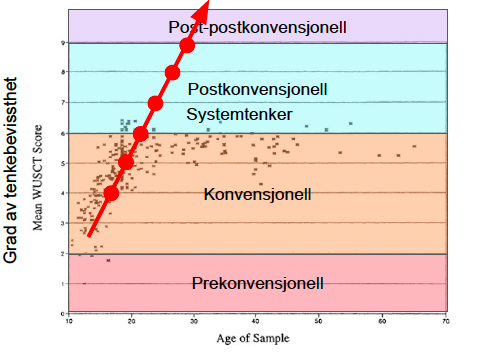 Post-postkonvensjonell
Postkonvensjonell
Systemtenker
Konvensjonell
Prekonvensjonell
Grad av tenkebevissthet
Mean WUSCT Score
9
8
7
6
5
4
3
2
1
0
10 20 30 40 50 60 70
Age of Sample